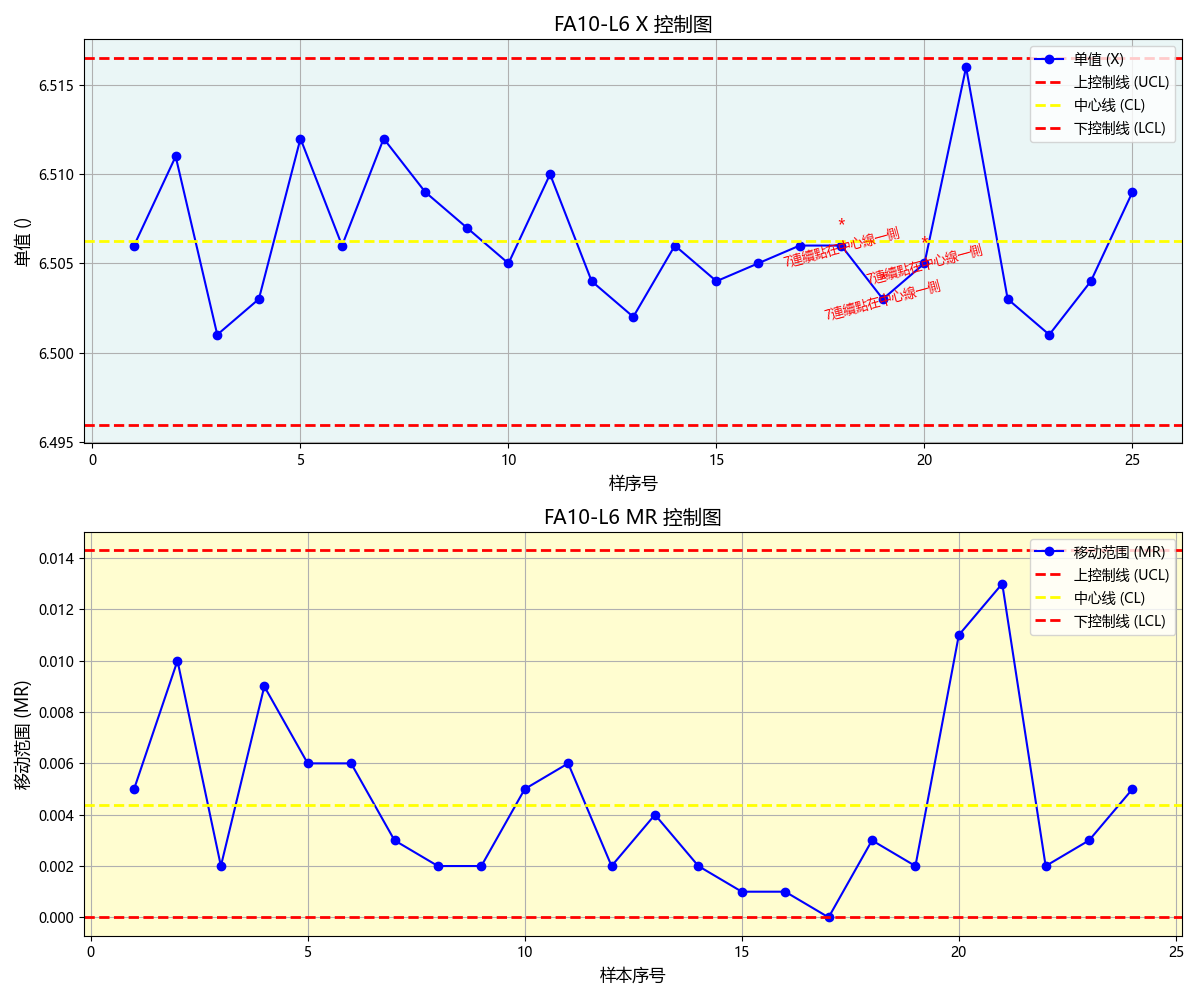 FA10-L6 X 控制图
单值 ()
6.515
6.510
6.505
6.500
6.495
单值 (X)
上控制线 (UCL)
中心线 (CL)
下控制线 (LCL)
*
7連續點在中心線一側
*
7連續點在中心線一側
*
7連續點在中心線一側
0 5 10 15 20 25
样序号
FA10-L6 MR 控制图
移动范围 (MR)
0.014
0.012
0.010
0.008
0.006
0.004
0.002
0.000
移动范围 (MR)
上控制线 (UCL)
中心线 (CL)
下控制线 (LCL)
0 5 10 15 20 25
样本序号